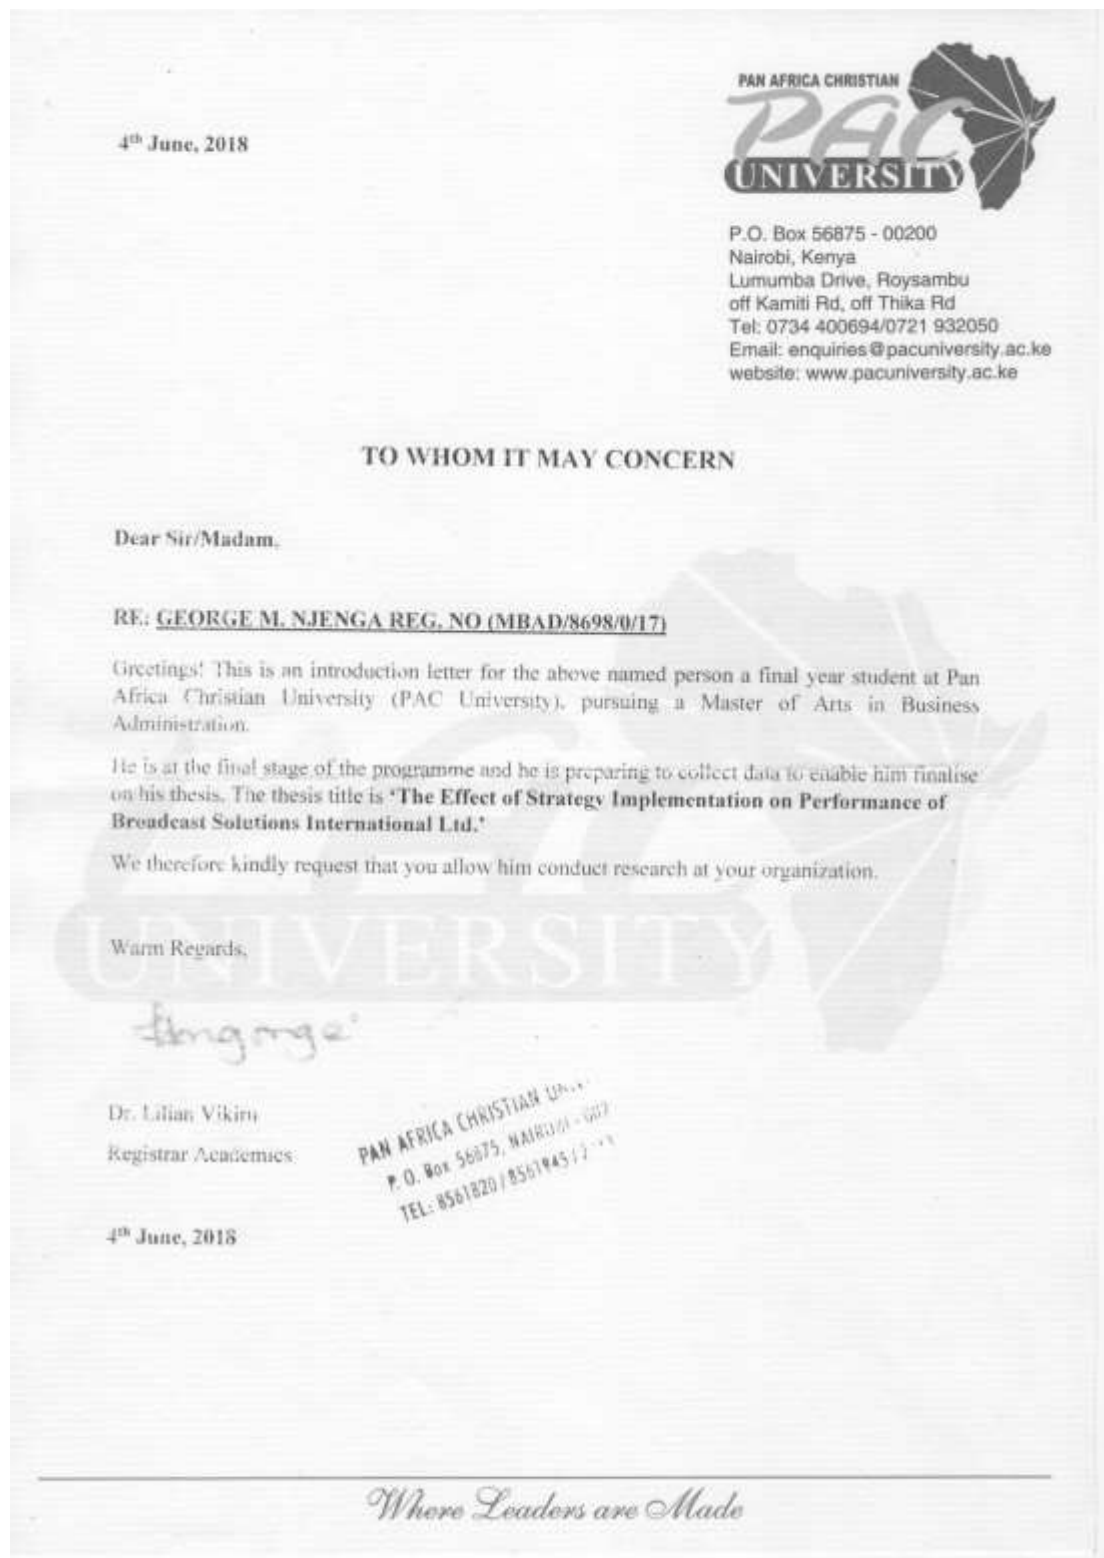 4th June, 2018
PAN AFRICA CHRISTIAN
PAC
UNIVERSITY
P.O. Box 56875 - 00200
Nairobi, Kenya
Lumumba Drive, Roysambu
off Kamiti Rd, off Thika Rd
Tel: 0734 400694/0721 932050
Email: enquiries@pacuniversity.ac.ke
website: www.pacuniversity.ac.ke
TO WHOM IT MAY CONCERN
Dear Sir/Madam,
RE: GEORGE M. NJENGA REG. NO (MBAD/8698/0/17)
Greetings! This is an introduction letter for the above named person a final year student at Pan
Africa Christian University (PAC University), pursuing a Master of Arts in Business
Administration.
He is at the final stage of the programme and he is preparing to collect data to enable him finalise
on his thesis. The thesis title is 'The Effect of Strategy Implementation on Performance of
Broadcast Solutions International Ltd.'
We therefore kindly request that you allow him conduct research at your organization.
PAC
UNIVERSITY
Warm Regards,
Dr. Lilian Vikiru
Registrar Academics
PAN AFRICA CHRISTIAN
P. O. Box 56875, NAIROBI
TEL: 8561820 / 8561945
4th June, 2018
Where Leaders are Made